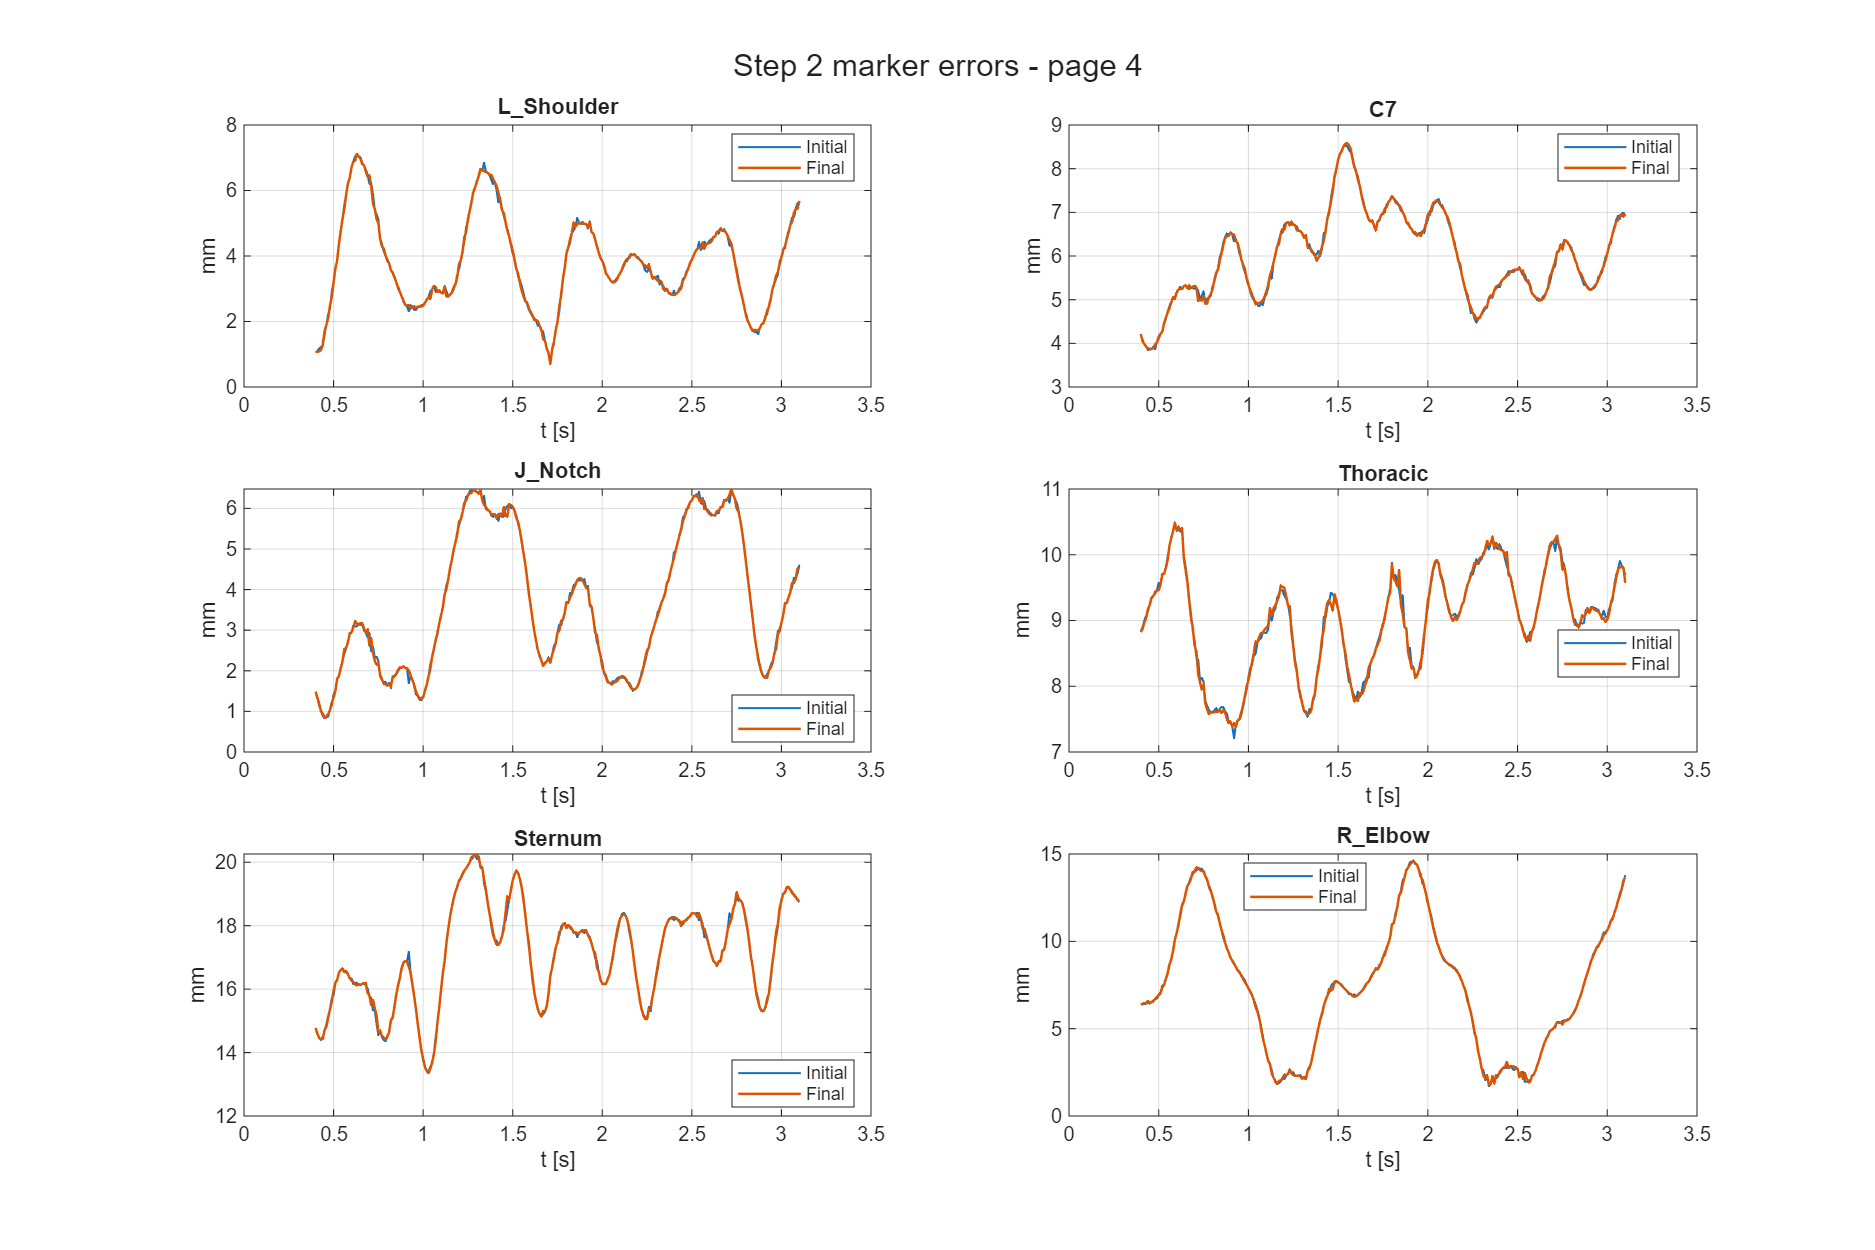 Step 2 marker errors - page 4
L_Shoulder
mm
8
6
4
2
0
0 0.5 1 1.5 2 2.5 3 3.5
t [s]
Initial
Final
C7
mm
9
8
7
6
5
4
3
0 0.5 1 1.5 2 2.5 3 3.5
t [s]
Initial
Final
J_Notch
mm
6
5
4
3
2
1
0
0 0.5 1 1.5 2 2.5 3 3.5
t [s]
Initial
Final
Thoracic
mm
11
10
9
8
7
0 0.5 1 1.5 2 2.5 3 3.5
t [s]
Initial
Final
Sternum
mm
20
18
16
14
12
0 0.5 1 1.5 2 2.5 3 3.5
t [s]
Initial
Final
R_Elbow
mm
15
10
5
0
0 0.5 1 1.5 2 2.5 3 3.5
t [s]
Initial
Final